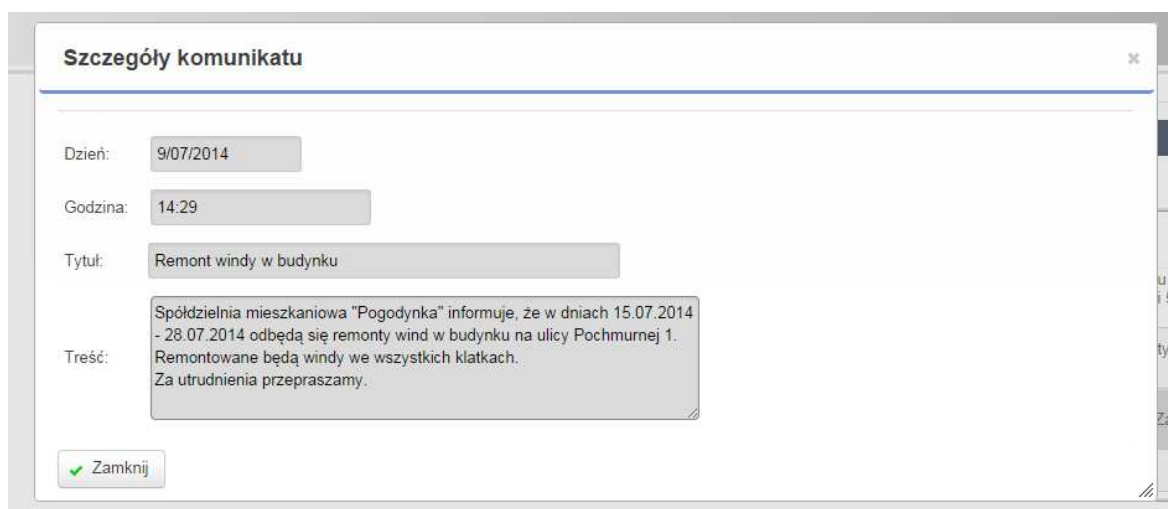 Szczegóły komunikatu
Dzień: 9/07/2014
Godzina: 14:29
Tytuł: Remont windy w budynku
Treść: Spółdzielnia mieszkaniowa "Pogodynka" informuje, że w dniach 15.07.2014
- 28.07.2014 odbędą się remonty wind w budynku na ulicy Pochmurnej 1.
Remontowane będą windy we wszystkich klatkach.
Za utrudnienia przepraszamy.
Zamknij